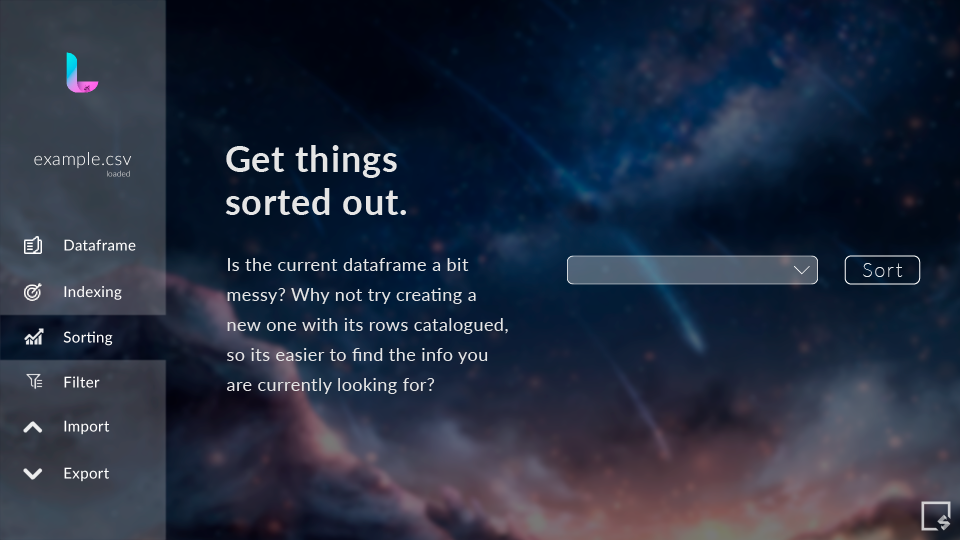 example.csv
loaded
Dataframe
Indexing
Sorting
Filter
Import
Export
Get things
sorted out.
Is the current dataframe a bit
messy? Why not try creating a
new one with its rows catalogued,
so its easier to find the info you
are currently looking for?
Sort